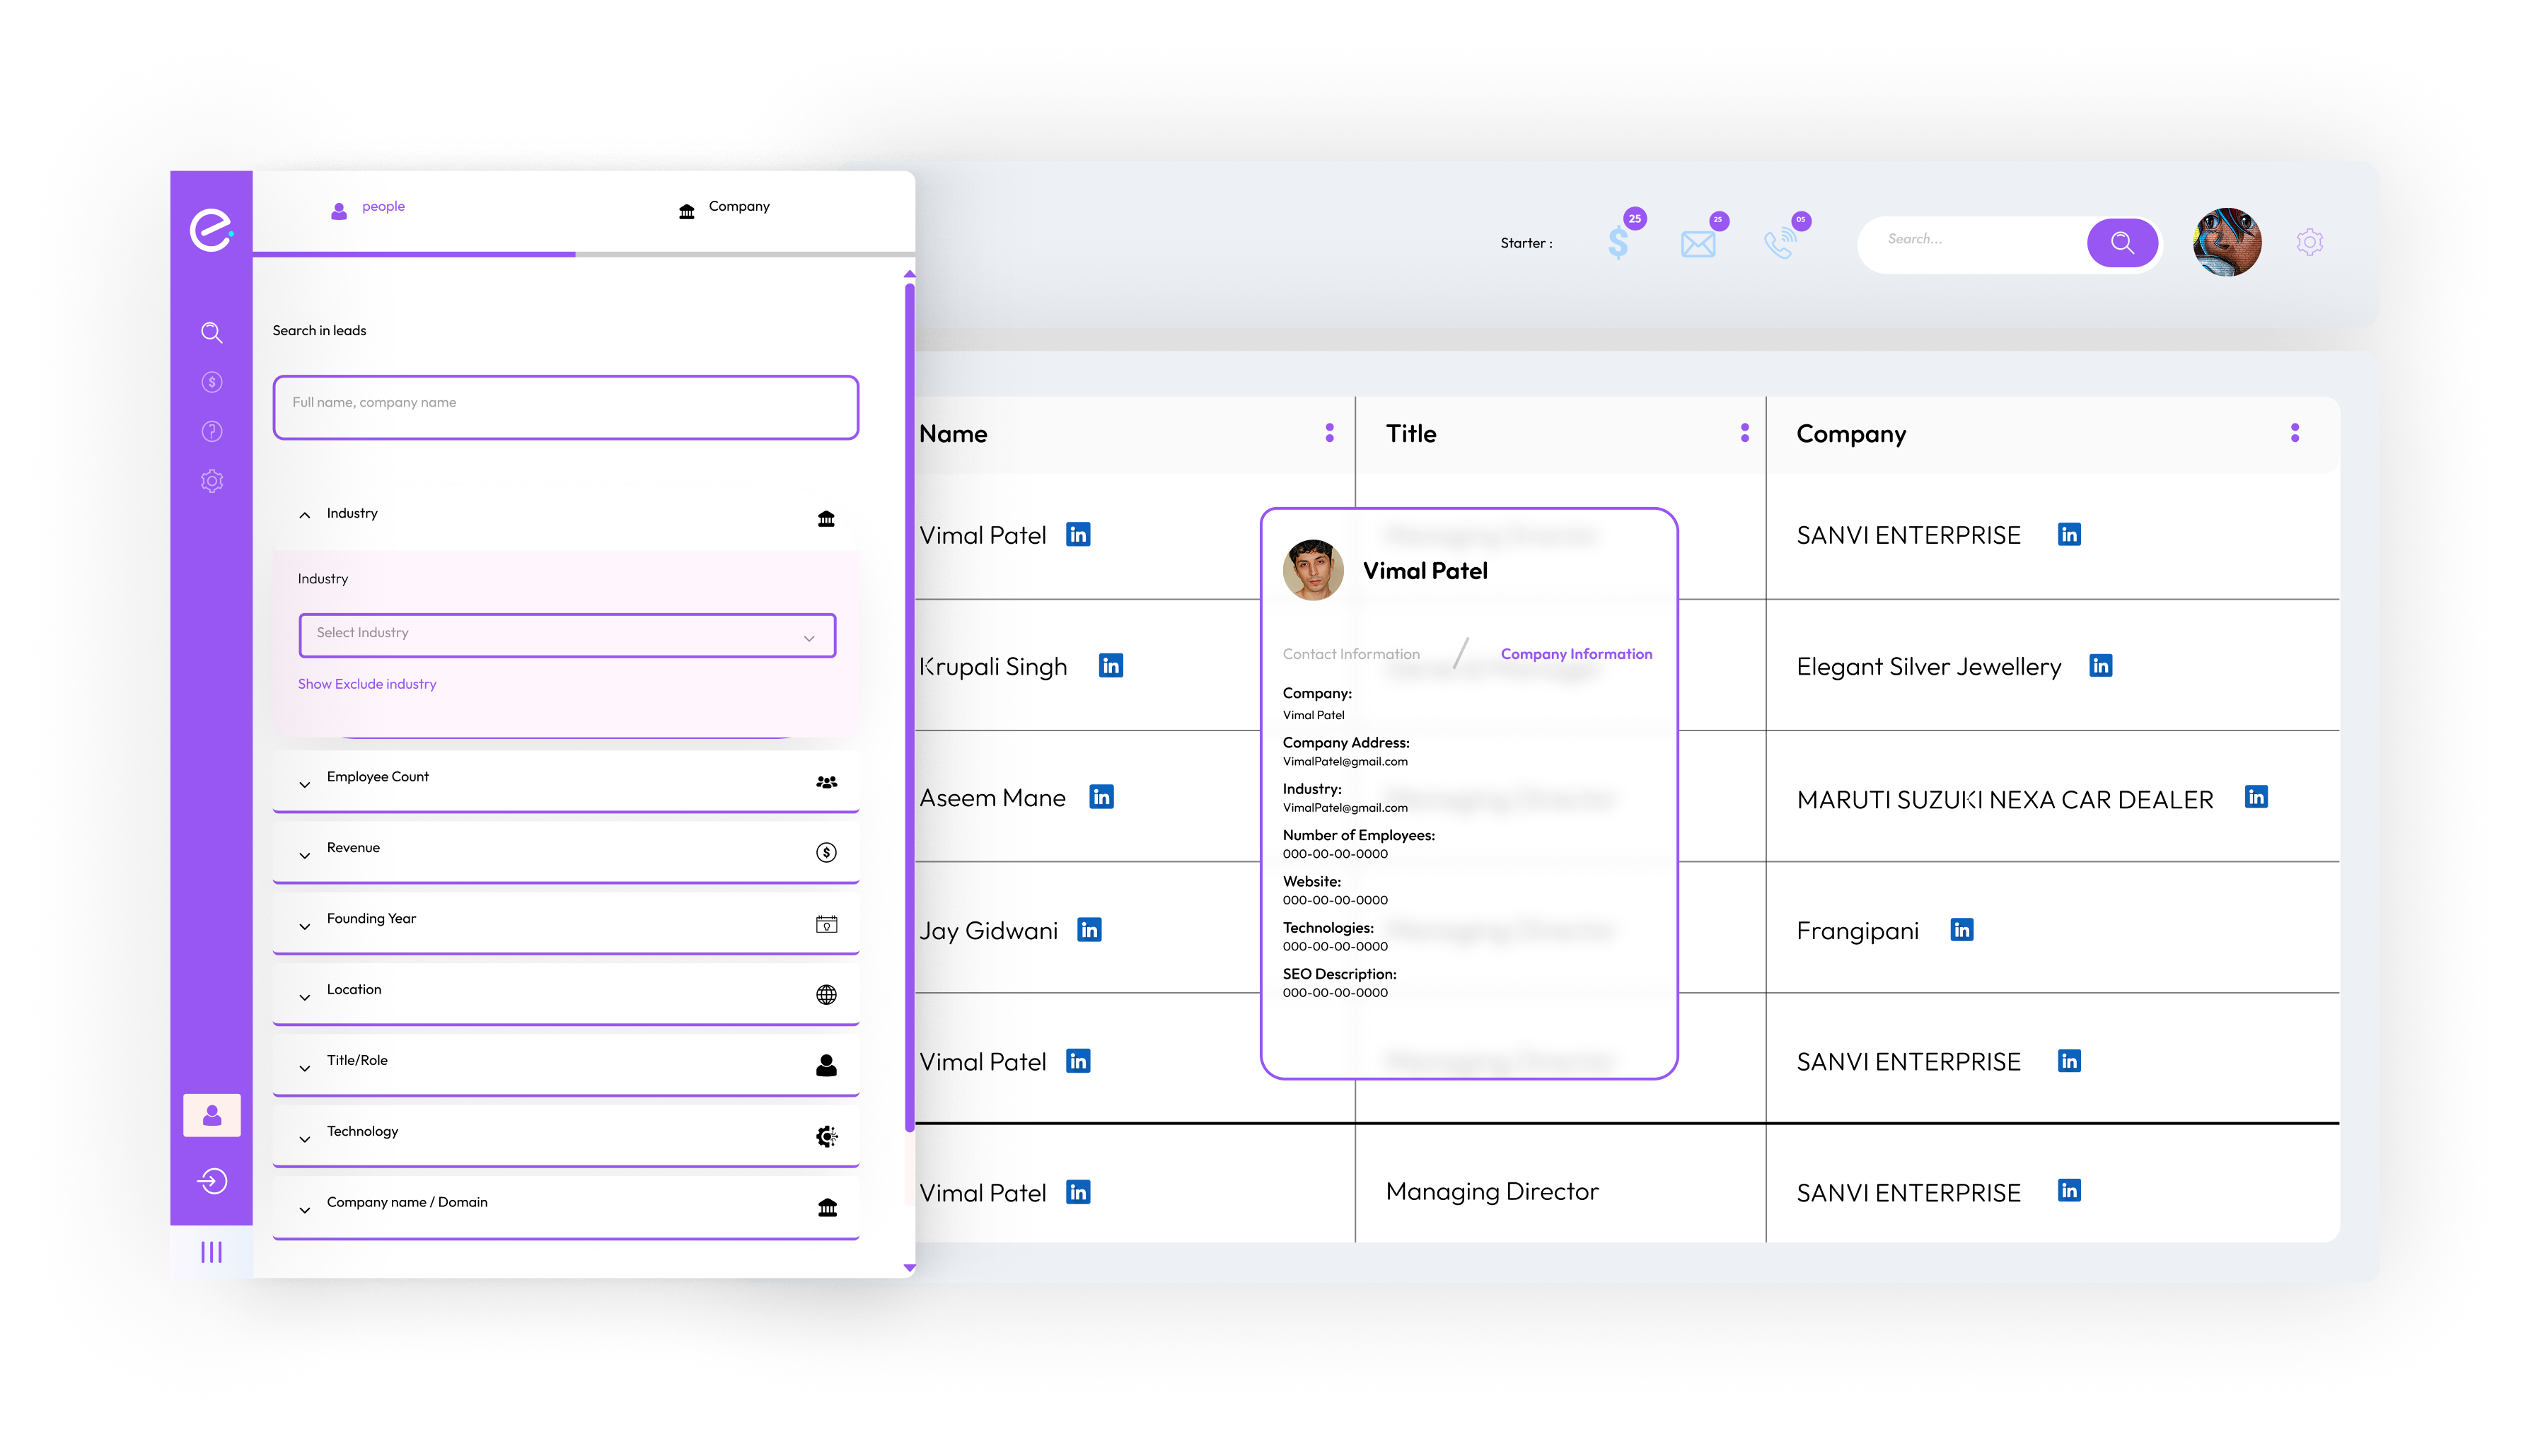 people
Company
Search in leads
Full name, company name
Industry
Industry
Select Industry
Show Exclude industry
Employee Count
Revenue
Founding Year
Location
Title/Role
Technology
Company name / Domain
Starter :
$ 25
25
05
Search...
Name
Title
Company
Vimal Patel in
SANVI ENTERPRISE in
Krupali Singh in
Elegant Silver Jewellery in
Aseem Mane in
MARUTI SUZUKI NEXA CAR DEALER in
Jay Gidwani in
Frangipani in
Vimal Patel in
SANVI ENTERPRISE in
Vimal Patel in
Managing Director
SANVI ENTERPRISE in
Vimal Patel
Contact Information / Company Information
Company:
Vimal Patel
Company Address:
VimalPatel@gmail.com
Industry:
VimalPatel@gmail.com
Number of Employees:
000-00-00-0000
Website:
000-00-00-0000
Technologies:
000-00-00-0000
SEO Description:
000-00-00-0000